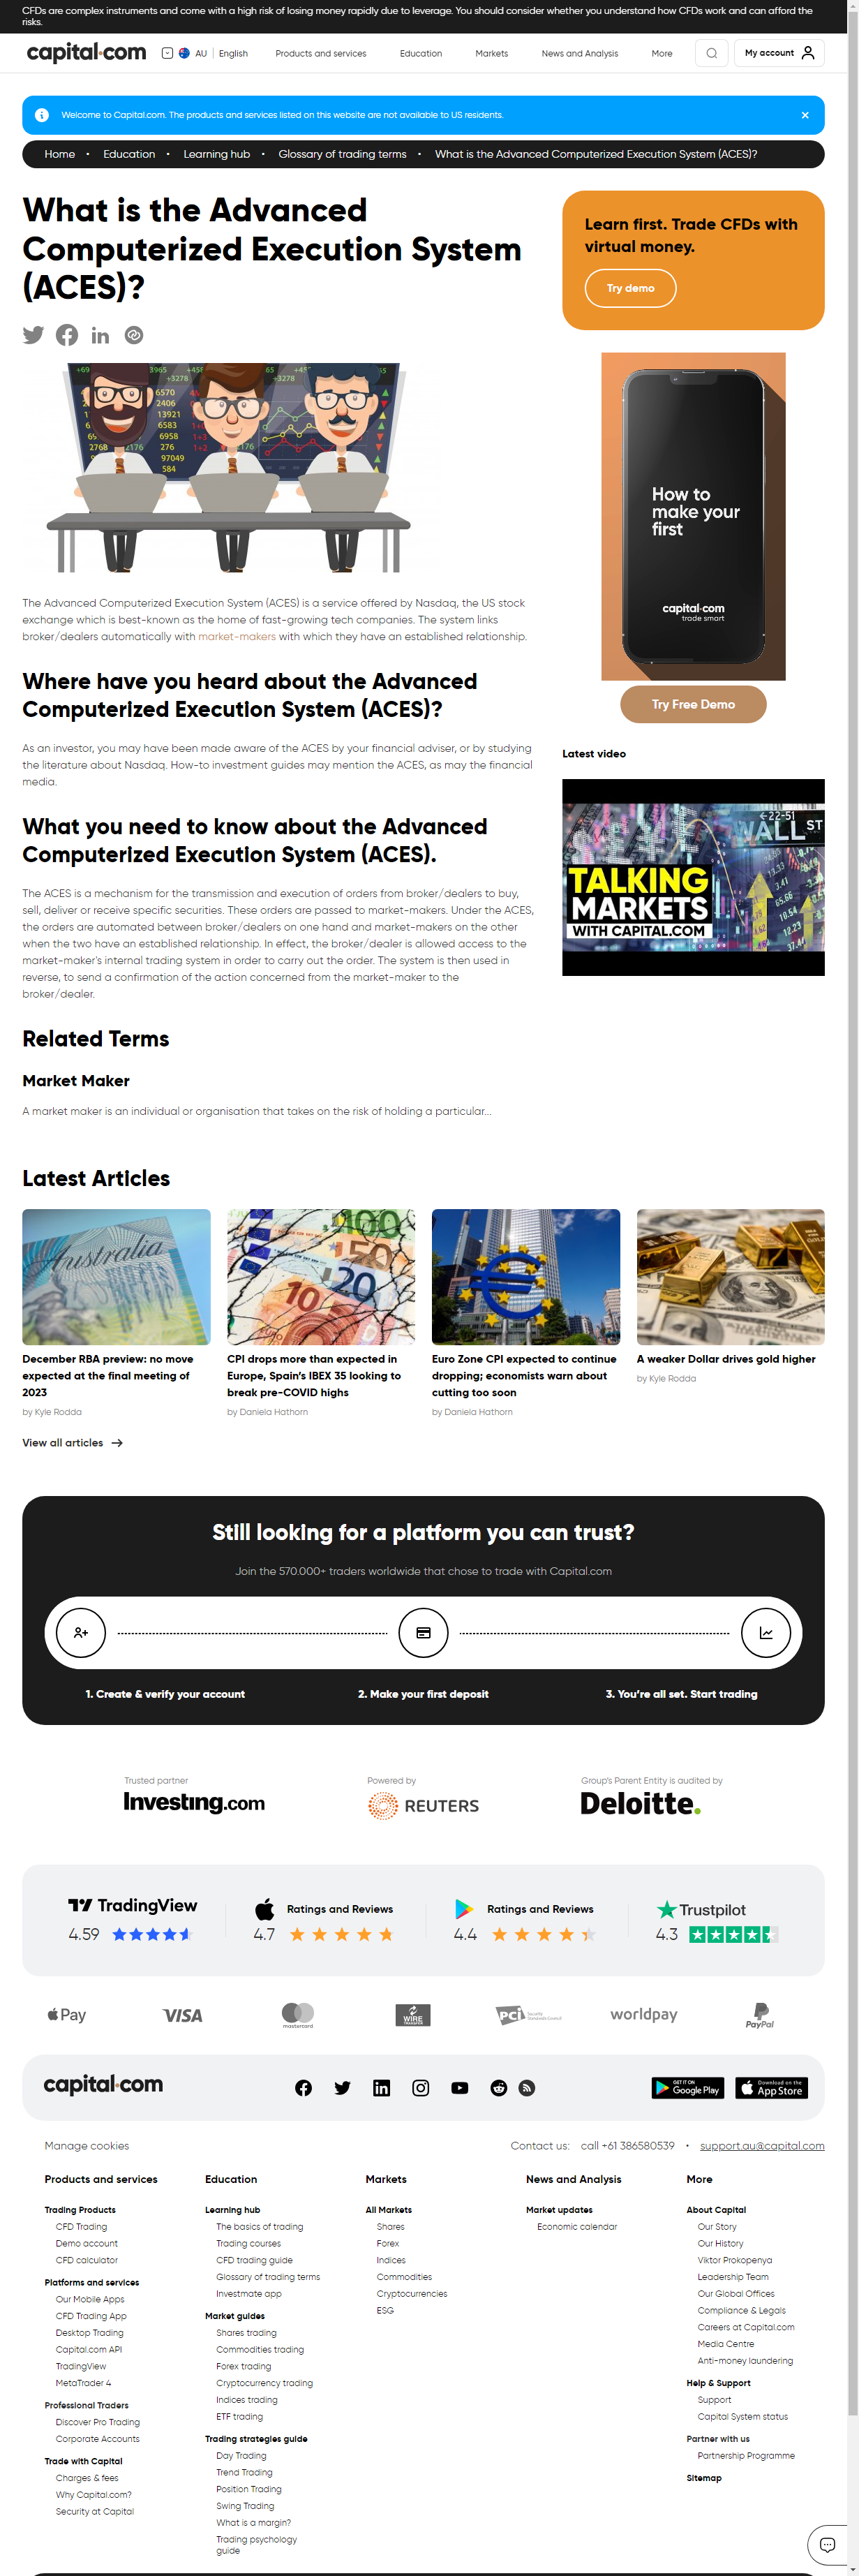 CFDs are complex instruments and come with a high risk of losing money rapidly due to leverage. You should consider whether you understand how CFDs work and can afford the
risks.
capital.com
AU English Products and services Education Markets News and Analysis More My account
Welcome to Capital.com. The products and services listed on this website are not available to US residents.
Home • Education • Learning hub • Glossary of trading terms • What is the Advanced Computerized Execution System (ACES)?
What is the Advanced
Computerized Execution System
(ACES)?
Learn first. Trade CFDs with
virtual money.
Try demo
How to
make your
first
capital.com
trade smart
Try Free Demo
The Advanced Computerized Execution System (ACES) is a service offered by Nasdaq, the US stock
exchange which is best-known as the home of fast-growing tech companies. The system links
broker/dealers automatically with market-makers with which they have an established relationship.
Where have you heard about the Advanced
Computerized Execution System (ACES)?
As an investor, you may have been made aware of the ACES by your financial adviser, or by studying
the literature about Nasdaq. How-to investment guides may mention the ACES, as may the financial
media.
Latest video
WALL ST
TALKING
MARKETS
WITH CAPITAL.COM
What you need to know about the Advanced
Computerized Execution System (ACES).
The ACES is a mechanism for the transmission and execution of orders from broker/dealers to buy,
sell, deliver or receive specific securities. These orders are passed to market-makers. Under the ACES,
the orders are automated between broker/dealers on one hand and market-makers on the other
when the two have an established relationship. In effect, the broker/dealer is allowed access to the
market-maker's internal trading system in order to carry out the order. The system is then used in
reverse, to send a confirmation of the action concerned from the market-maker to the
broker/dealer.
Related Terms
Market Maker
A market maker is an individual or organisation that takes on the risk of holding a particular...
Latest Articles
December RBA preview: no move
expected at the final meeting of
2023
by Kyle Rodda
CPI drops more than expected in
Europe, Spain's IBEX 35 looking to
break pre-COVID highs
by Daniela Hathorn
Euro Zone CPI expected to continue
dropping; economists warn about
cutting too soon
by Daniela Hathorn
A weaker Dollar drives gold higher
by Kyle Rodda
View all articles
Still looking for a platform you can trust?
Join the 570.000+ traders worldwide that chose to trade with Capital.com
1. Create & verify your account
2. Make your first deposit
3. You're all set. Start trading
Trusted partner
Investing.com
Powered by
REUTERS
Group's Parent Entity is audited by
Deloitte.
TradingView
4.59
Ratings and Reviews
4.7
Ratings and Reviews
4.4
Trustpilot
4.3
Pay
VISA
mastercard
WIRE
TRANSFER
PCI Security
Standards Council
worldpay
PayPal
capital.com
GET IT ON
Google Play
Download on the
App Store
Manage cookies
Contact us: call +61 386580539 • support.au@capital.com
Products and services
Trading Products
CFD Trading
Demo account
CFD calculator
Platforms and services
Our Mobile Apps
CFD Trading App
Desktop Trading
Capital.com API
TradingView
MetaTrader 4
Professional Traders
Discover Pro Trading
Corporate Accounts
Trade with Capital
Charges & fees
Why Capital.com?
Security at Capital
Education
Learning hub
The basics of trading
Trading courses
CFD trading guide
Glossary of trading terms
Investmate app
Market guides
Shares trading
Commodities trading
Forex trading
Cryptocurrency trading
Indices trading
ETF trading
Trading strategies guide
Day Trading
Trend Trading
Position Trading
Swing Trading
What is a margin?
Trading psychology
guide
Markets
All Markets
Shares
Forex
Indices
Commodities
Cryptocurrencies
ESG
News and Analysis
Market updates
Economic calendar
More
About Capital
Our Story
Our History
Viktor Prokopenya
Leadership Team
Our Global Offices
Compliance & Legals
Careers at Capital.com
Media Centre
Anti-money laundering
Help & Support
Support
Capital System status
Partner with us
Partnership Programme
Sitemap